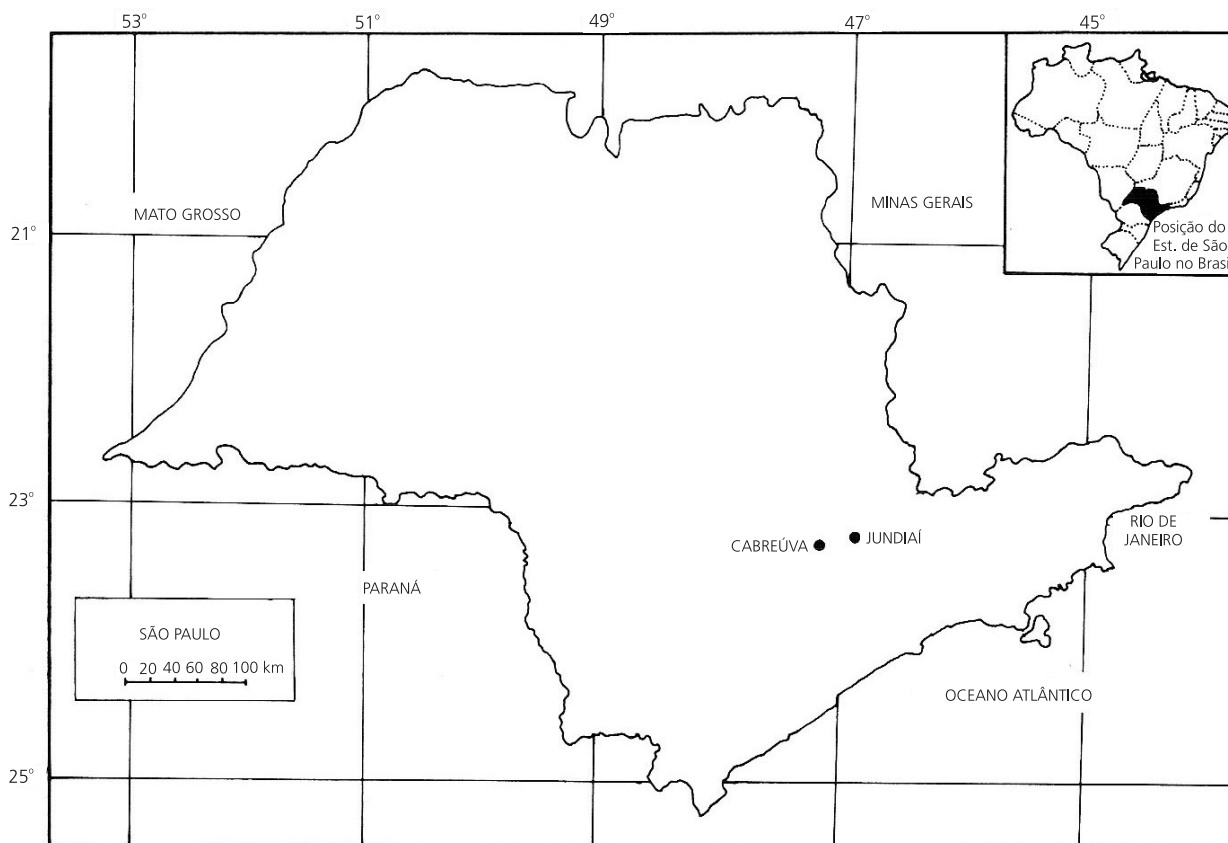 53°
51°
49°
47°
45°
MATO GROSSO
MINAS GERAIS
21°
Posição do
Est. de São
Paulo no Brasi
23°
CABREÚVA
JUNDIAÍ
RIO DE
JANEIRO
PARANÁ
SÃO PAULO
0 20 40 60 80 100 km
OCEANO ATLÂNTICO
25°